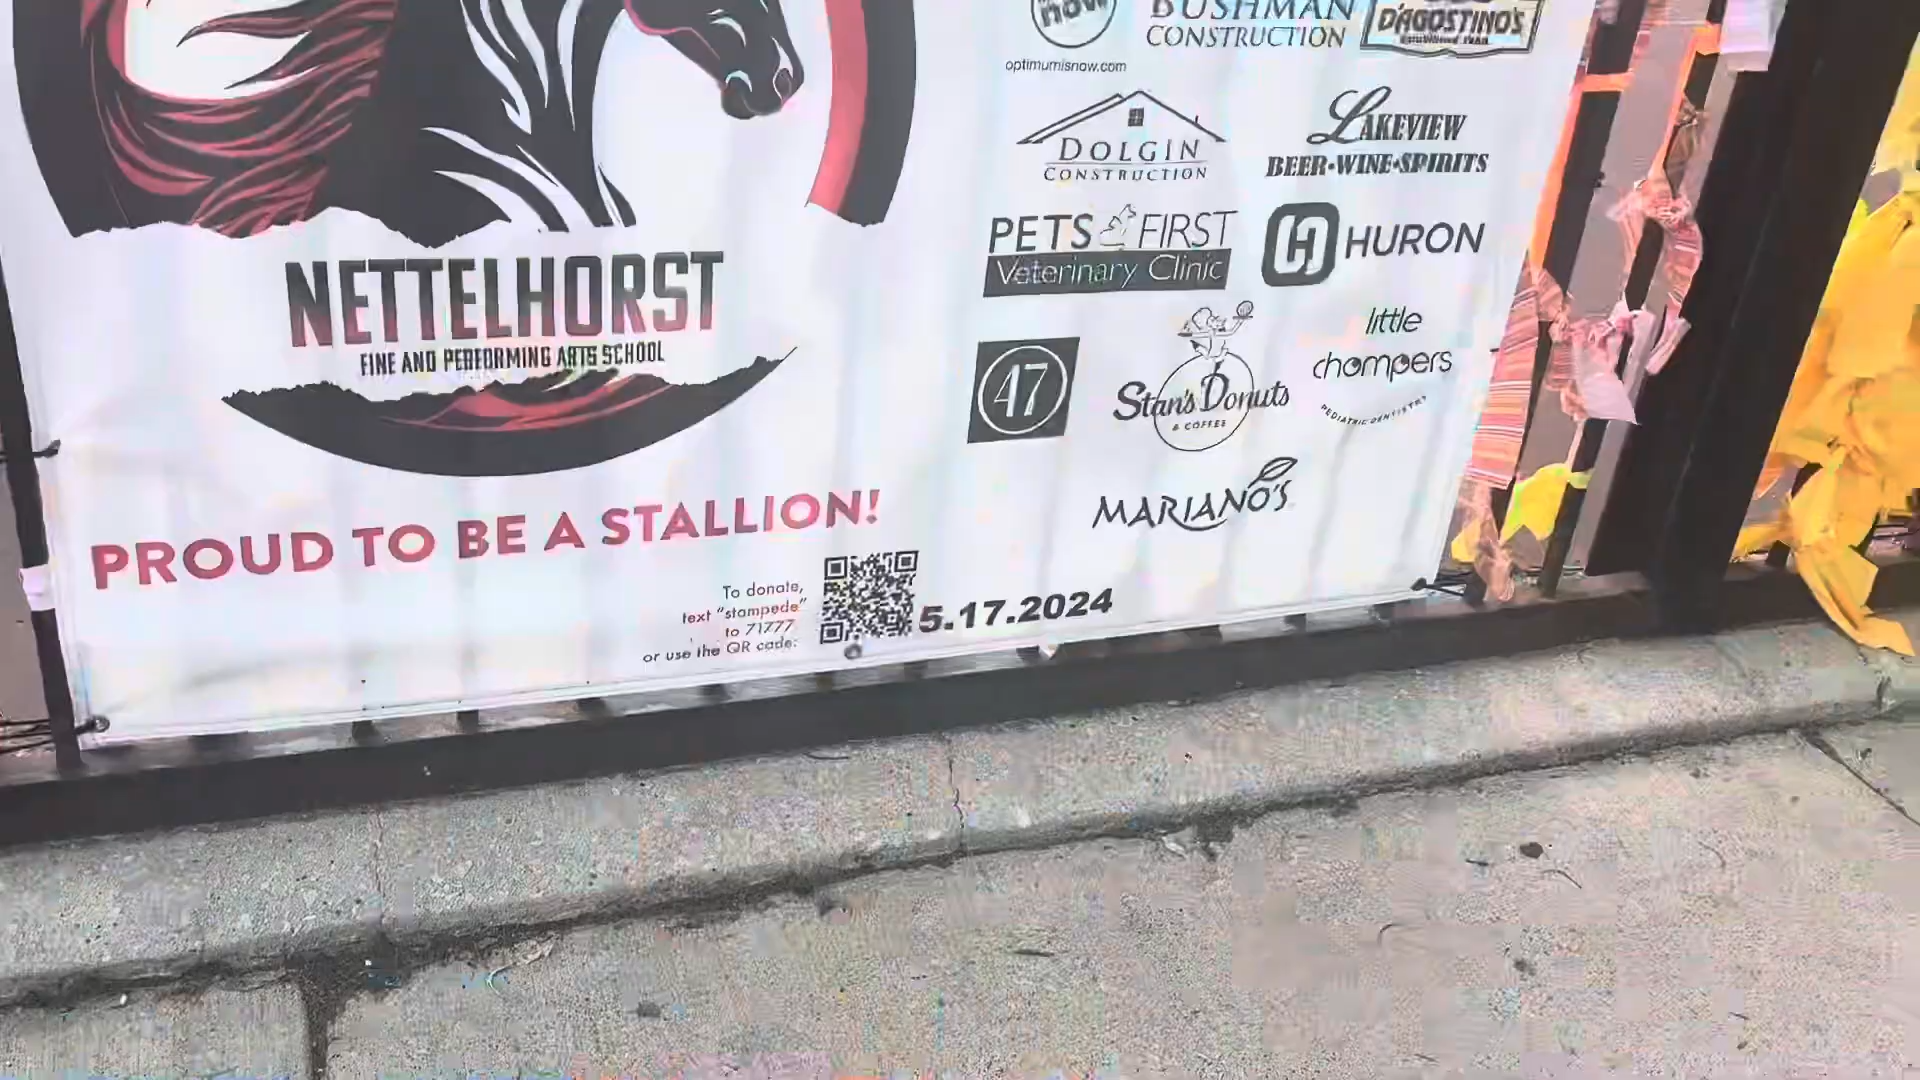 now
BUSHMAN
CONSTRUCTION
D'AGOSTINO'S
optimumisnow.com
DOLGIN
CONSTRUCTION
LAKEVIEW
BEER•WINE•SPIRITS
PETS FIRST
Veterinary Clinic
HURON
NETTELHORST
FINE AND PERFORMING ARTS SCHOOL
47
Stan's Donuts
& COFFEE
little
chompers
PEDIATRIC DENTISTRY
MARIANO'S
PROUD TO BE A STALLION!
To donate,
text "stampede"
to 71777
or use the QR code:
5.17.2024